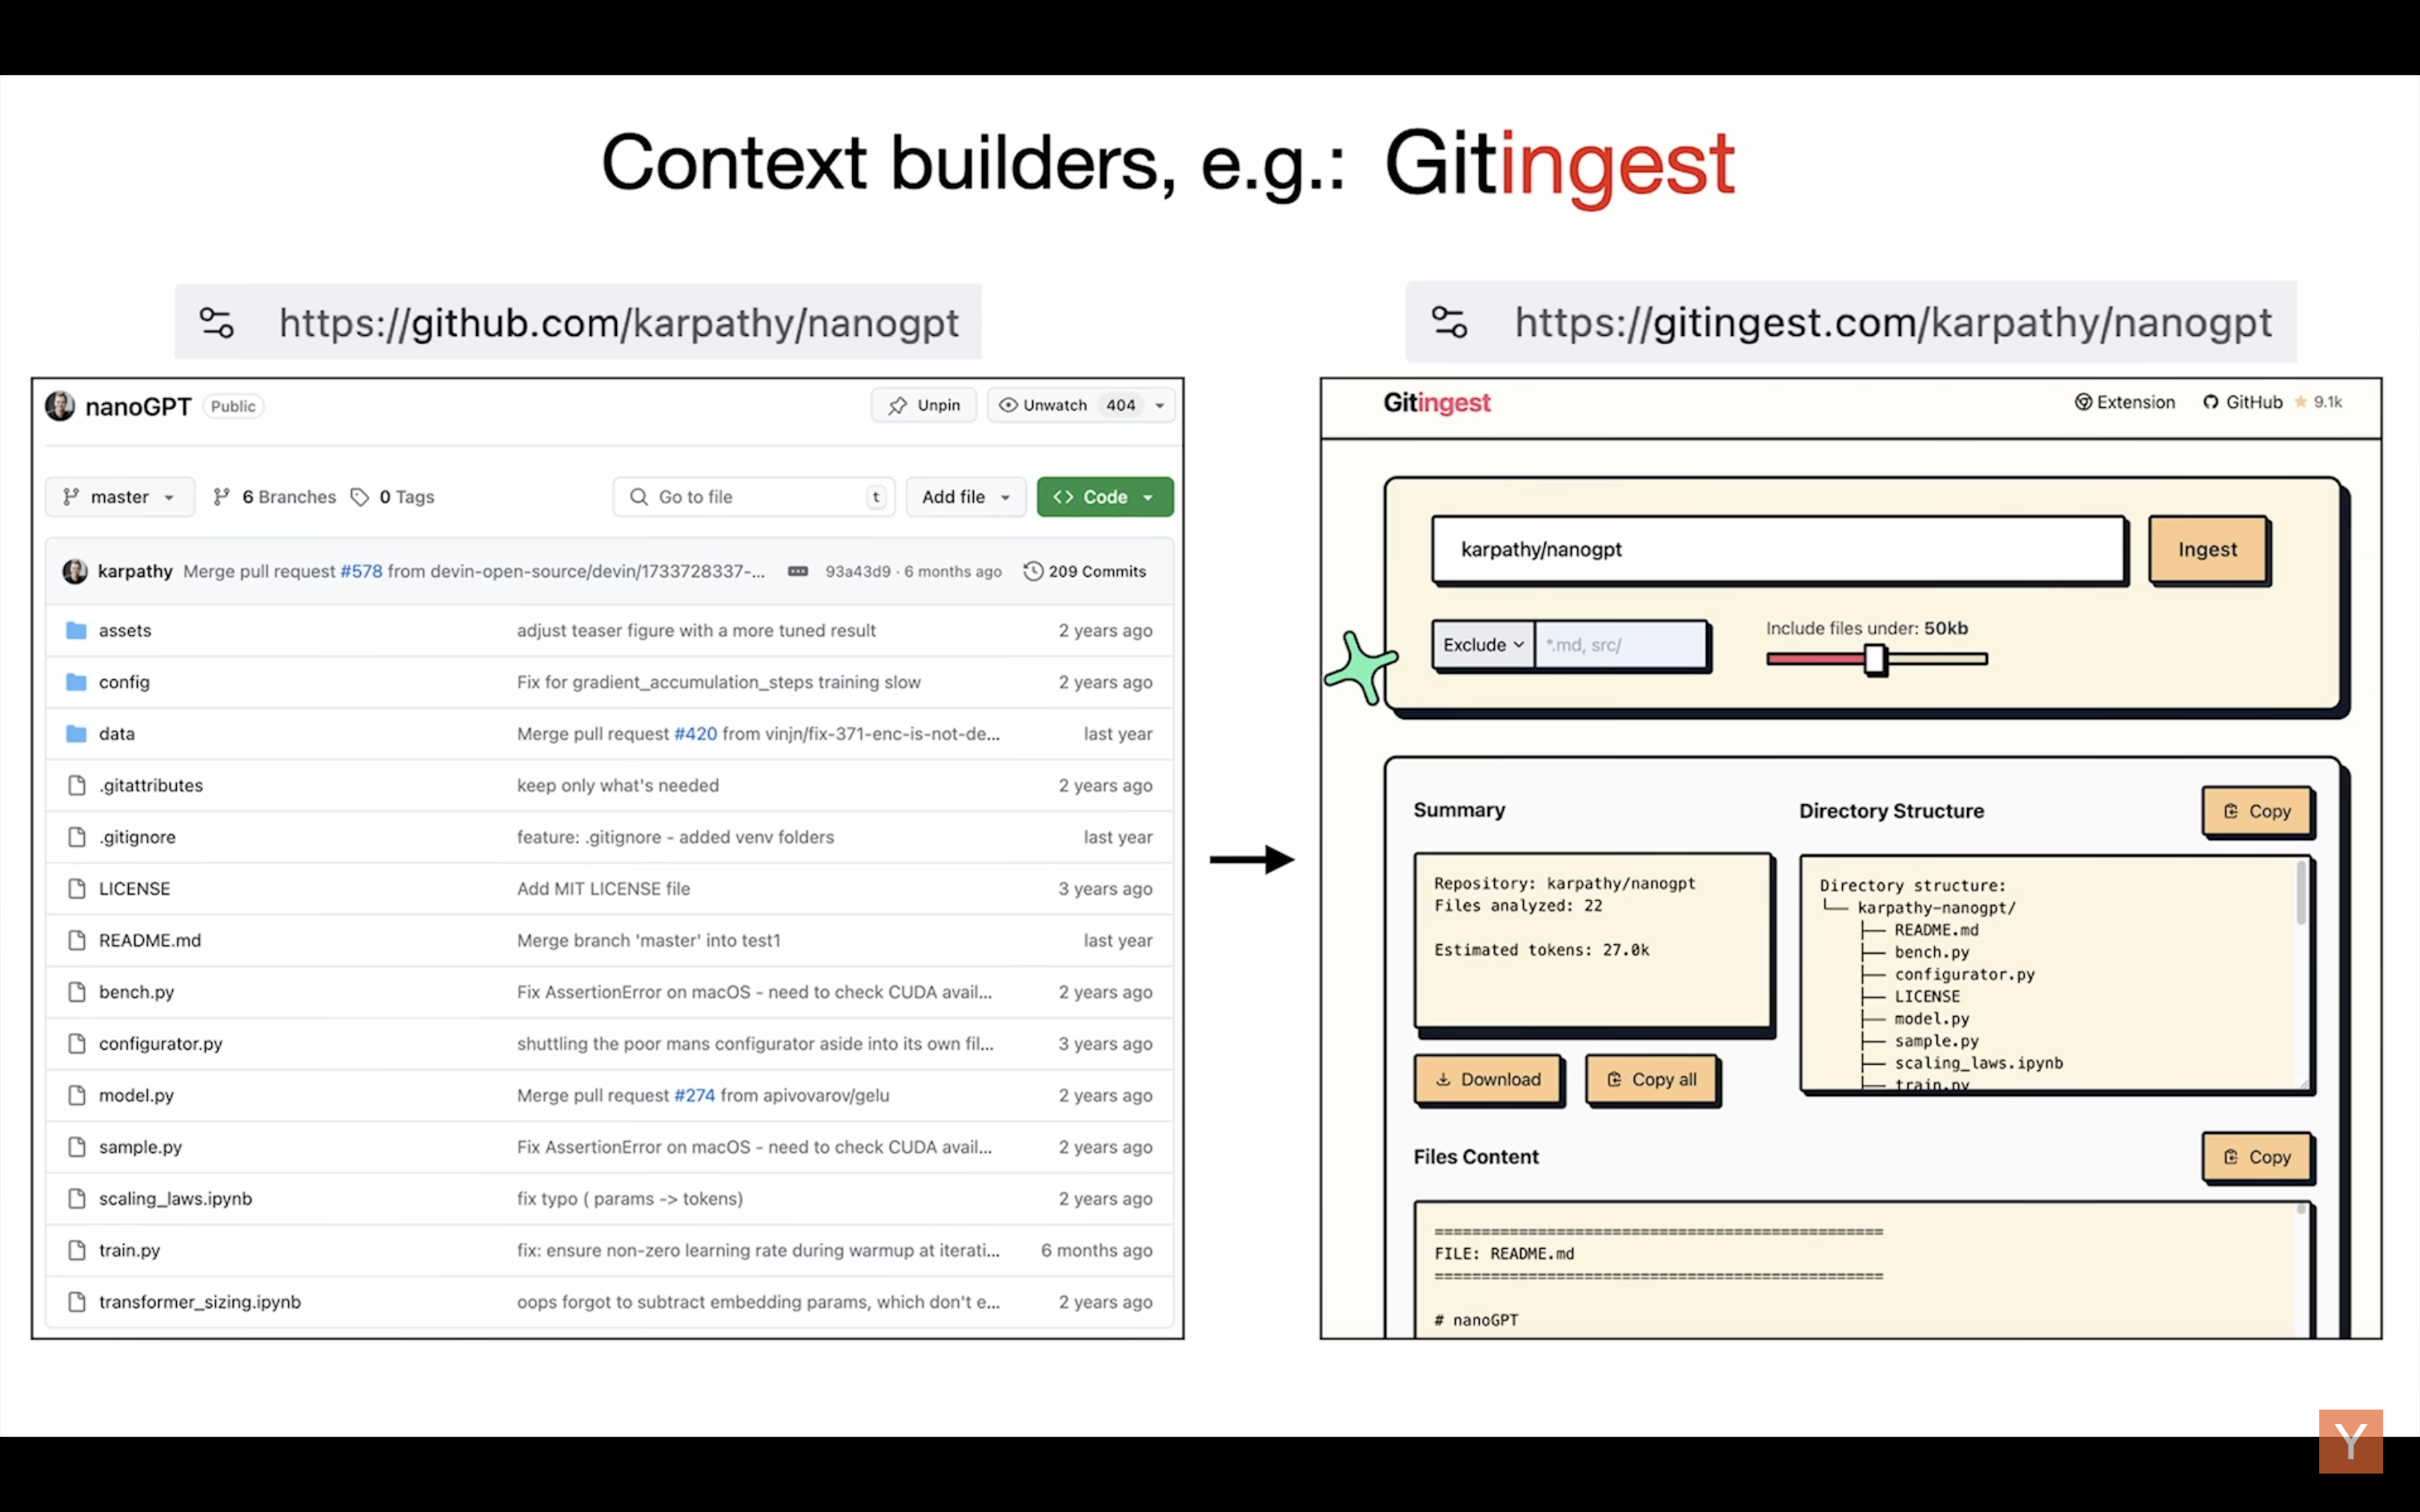 Context builders, e.g.: Gitingest
https://github.com/karpathy/nanogpt
nanoGPT Public Unpin Unwatch 404
master 6 Branches 0 Tags Go to file t Add file Code
karpathy Merge pull request #578 from devin-open-source/devin/1733728337-... 93a43d9 · 6 months ago 209 Commits
assets adjust teaser figure with a more tuned result 2 years ago
config Fix for gradient_accumulation_steps training slow 2 years ago
data Merge pull request #420 from vinjn/fix-371-enc-is-not-de... last year
.gitattributes keep only what's needed 2 years ago
.gitignore feature: .gitignore - added venv folders last year
LICENSE Add MIT LICENSE file 3 years ago
README.md Merge branch 'master' into test1 last year
bench.py Fix AssertionError on macOS - need to check CUDA avail... 2 years ago
configurator.py shuttling the poor mans configurator aside into its own fil... 3 years ago
model.py Merge pull request #274 from apivovarov/gelu 2 years ago
sample.py Fix AssertionError on macOS - need to check CUDA avail... 2 years ago
scaling_laws.ipynb fix typo ( params -> tokens) 2 years ago
train.py fix: ensure non-zero learning rate during warmup at iterati... 6 months ago
transformer_sizing.ipynb oops forgot to subtract embedding params, which don't e... 2 years ago
https://gitingest.com/karpathy/nanogpt
Gitingest Extension GitHub 9.1k
karpathy/nanogpt Ingest
Include files under: 50kb
Exclude *.md, src/
Summary
Repository: karpathy/nanogpt
Files analyzed: 22
Estimated tokens: 27.0k
Download Copy all
Directory Structure Copy
Directory structure:
└── karpathy-nanogpt/
├── README.md
├── bench.py
├── configurator.py
├── LICENSE
├── model.py
├── sample.py
├── scaling_laws.ipynb
├── train.py
Files Content Copy
================================================
FILE: README.md
================================================
# nanoGPT
Y